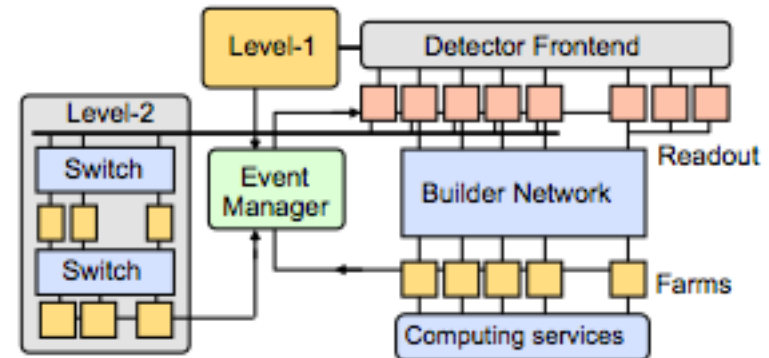 Level-1
Detector Frontend
Level-2
Switch
Event
Manager
Builder Network
Readout
Switch
Farms
Computing services